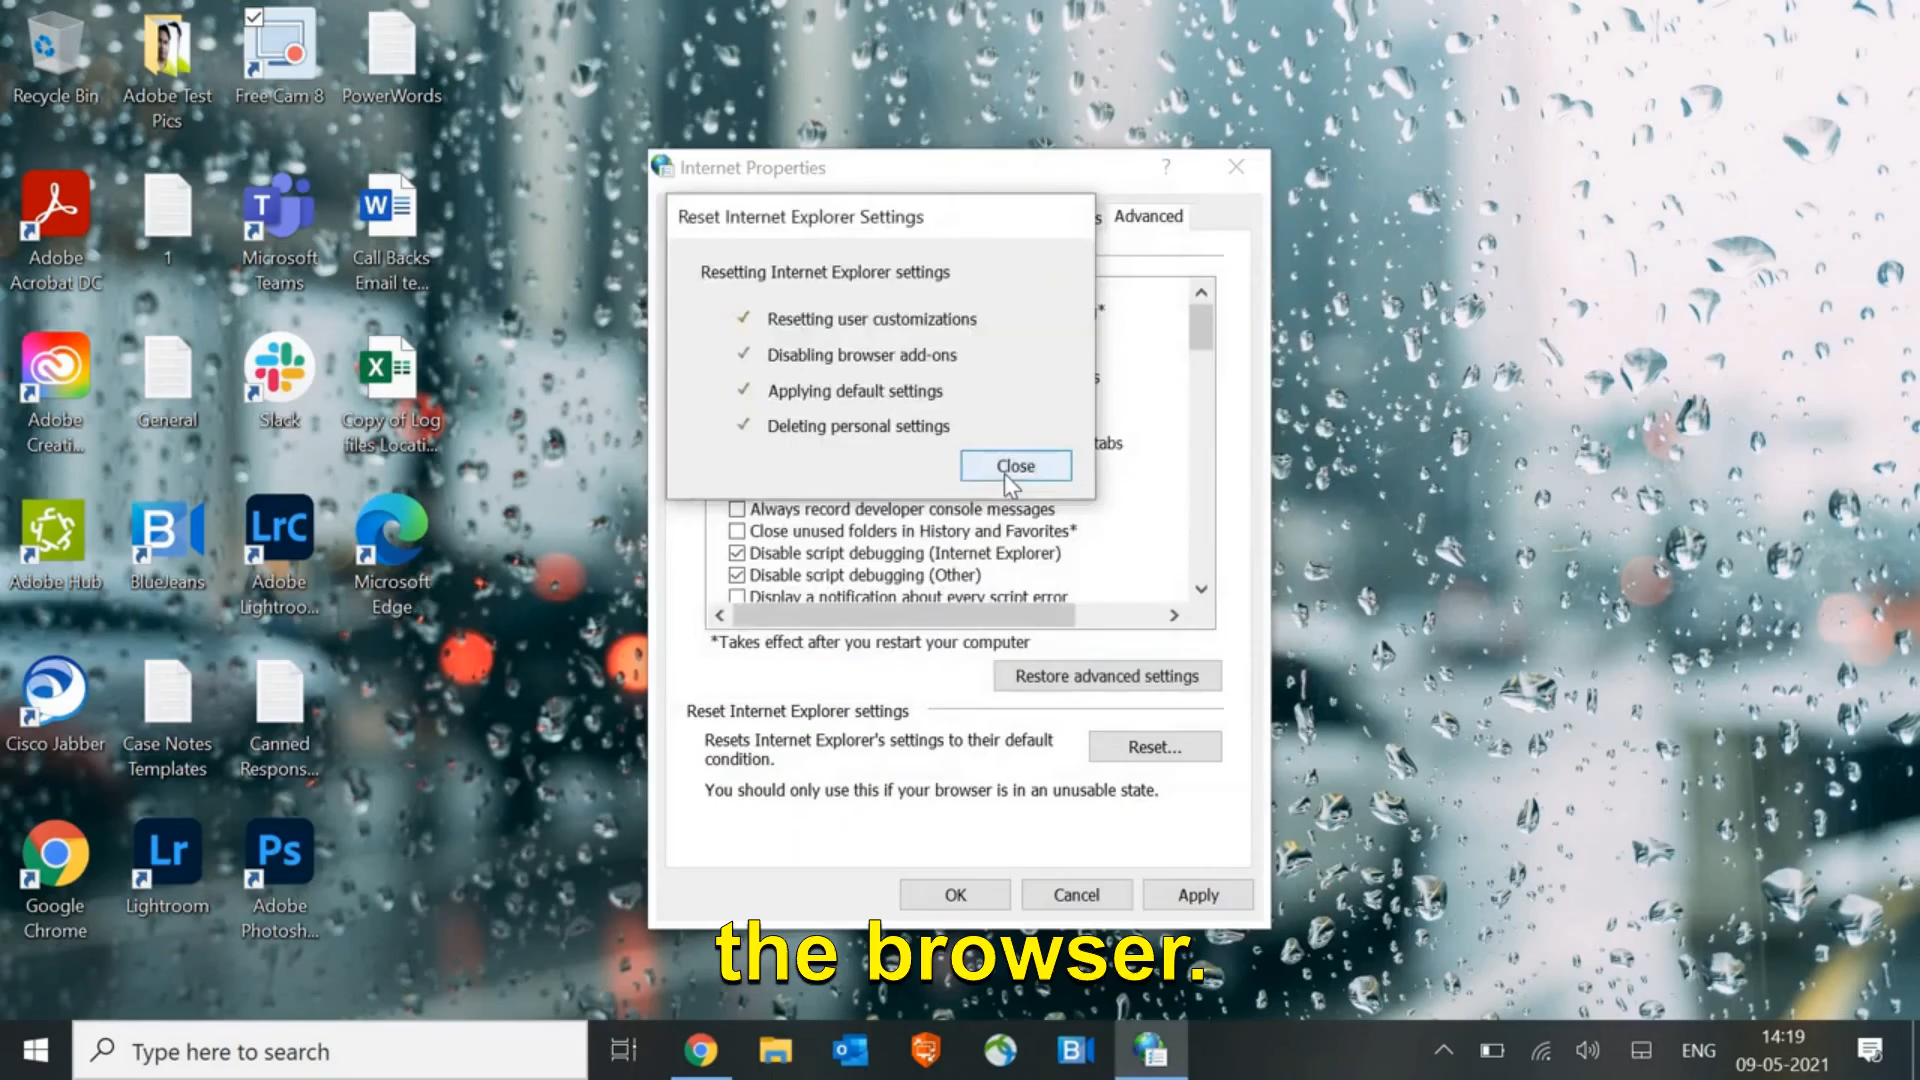 Recycle Bin
Adobe Test
Pics
Free Cam 8
PowerWords
Adobe
Acrobat DC
1
Microsoft
Teams
Call Backs
Email te...
Adobe
Creati...
General
Slack
Copy of Log
files Locati...
Adobe Hub
BlueJeans
Adobe
Lightroo...
Microsoft
Edge
Cisco Jabber
Case Notes
Templates
Canned
Respons...
Google
Chrome
Lightroom
Adobe
Photosh...
T
W
X
B
LrC
Lr
Ps
Internet Properties
?
Reset Internet Explorer Settings
s
Advanced
Resetting Internet Explorer settings
Resetting user customizations
Disabling browser add-ons
Applying default settings
Deleting personal settings
Close
*
s
tabs
Always record developer console messages
Close unused folders in History and Favorites*
Disable script debugging (Internet Explorer)
Disable script debugging (Other)
Display a notification about every script error
*Takes effect after you restart your computer
Restore advanced settings
Reset Internet Explorer settings
Resets Internet Explorer's settings to their default
condition.
Reset...
You should only use this if your browser is in an unusable state.
OK
Cancel
Apply
the browser.
Type here to search
B
ENG
14:19
09-05-2021